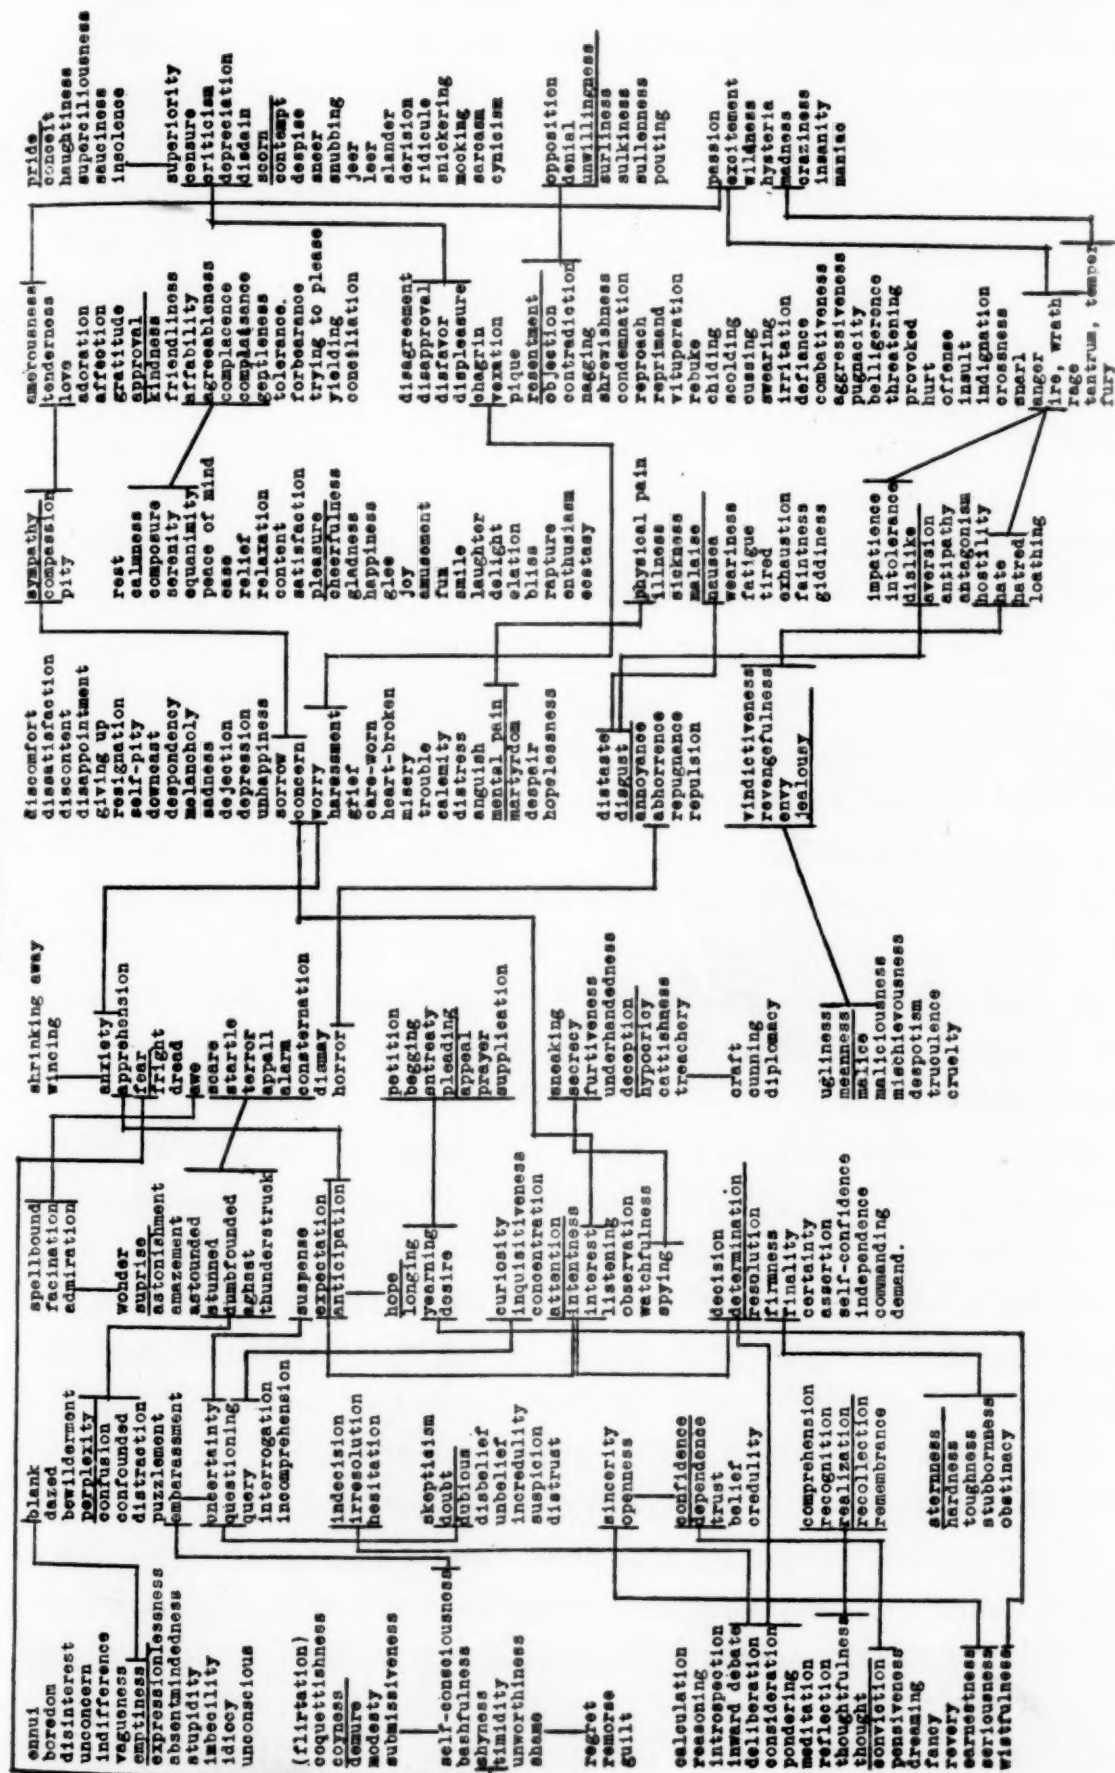 ennui
boredom
disinterest
unconcern
indifference
vagueness
emptiness
expressionlessness
absentmindedness
stupidity
imbecility
idiocy
unconscious
(flirtation)
coquettishness
coyness
demure
modesty
submissiveness
self-consciousness
bashfulness
shyness
timidity
unworthiness
shame
regret
remorse
guilt
calculation
reasoning
introspection
inward debate
deliberation
consideration
pondering
meditation
reflection
thoughtfulness
thought
conviction
pensiveness
dreaming
fancy
revery
earnestness
seriousness
wistfulness
blank
dazed
bewilderment
perplexity
confusion
confounded
distraction
puzzlement
embarassment
uncertainty
questioning
query
interrogation
incomprehension
indecision
irresolution
hesitation
skepticism
doubt
dubious
disbelief
unbelief
incredulity
suspicion
distrust
sincerity
openness
confidence
dependence
trust
belief
credulity
comprehension
recognition
realization
recollection
remembrance
sternness
hardness
toughness
stubbornness
obstinacy
spellbound
facination
admiration
wonder
surprise
astonishment
amazement
astounded
stunned
dumbfounded
aghast
thunderstruck
suspense
expectation
anticipation
hope
longing
yearning
desire
curiosity
inquisitiveness
concentration
attention
intentness
interest
listening
observation
watchfulness
spying
decision
determination
resolution
firmness
finality
certainty
assertion
self-confidence
independence
commanding
demand.
shrinking away
wincing
anxiety
apprehension
fear
fright
dread
awe
scare
startle
terror
appall
alarm
consternation
dismay
horror
petition
begging
entreaty
pleading
appeal
prayer
supplication
sneaking
secrecy
furtiveness
underhandedness
deception
hypocricy
cattishness
treachery
craft
cunning
diplomacy
ugliness
meanness
malice
maliciousness
mischievousness
despotism
truculence
cruelty
discomfort
dissatisfaction
discontent
disappointment
giving up
resignation
self-pity
downcast
despondency
melancholy
sadness
dejection
depression
unhappiness
sorrow
concern
worry
harassment
grief
care-worn
heart-broken
misery
trouble
calamity
distress
anguish
mental pain
martyrdom
despair
hopelessness
distaste
disgust
annoyance
abhorrence
repugnance
repulsion
vindictiveness
revengefulness
envy
jealousy
sympathy
compassion
pity
rest
calmness
composure
serenity
equanimity
peace of mind
ease
relief
relaxation
content
satisfaction
pleasure
cheerfulness
gladness
happiness
glee
joy
amusement
fun
smile
laughter
delight
elation
bliss
rapture
enthusiasm
ecstasy
physical pain
illness
sickness
malaise
nausea
weariness
fatigue
tired
exhaustion
faintness
giddiness
impatience
intolerance
dislike
aversion
antipathy
antagonism
hostility
hate
hatred
loathing
amerousness
tenderness
love
adoration
affection
gratitude
approval
kindness
friendliness
affability
agreeableness
complacence
complaisance
gentleness
tolerance.
forbearance
trying to please
yielding
conciliation
disagreement
disapproval
disfavor
displeasure
chagrin
vexation
pique
resentment
objection
contradiction
nagging
shrewishness
condemnation
reproach
reprimand
vituperation
rebuke
chiding
scolding
cussing
swearing
irritation
defiance
combativeness
aggressiveness
pugnacity
belligerence
threatening
provoked
hurt
offense
insult
indignation
crossness
snarl
anger
ire, wrath
rage
tantrum, temper
fury
pride
conceit
haughtiness
superciliousness
sauciness
insolence
superiority
censure
criticism
depreciation
disdain
scorn
contempt
despise
sneer
snubbing
jeer
leer
slander
derision
ridicule
snickering
mocking
sarcasm
cynicism
opposition
denial
unwillingness
surliness
sulkiness
sullenness
pouting
passion
excitement
wildness
hysteria
madness
craziness
insanity
maniac